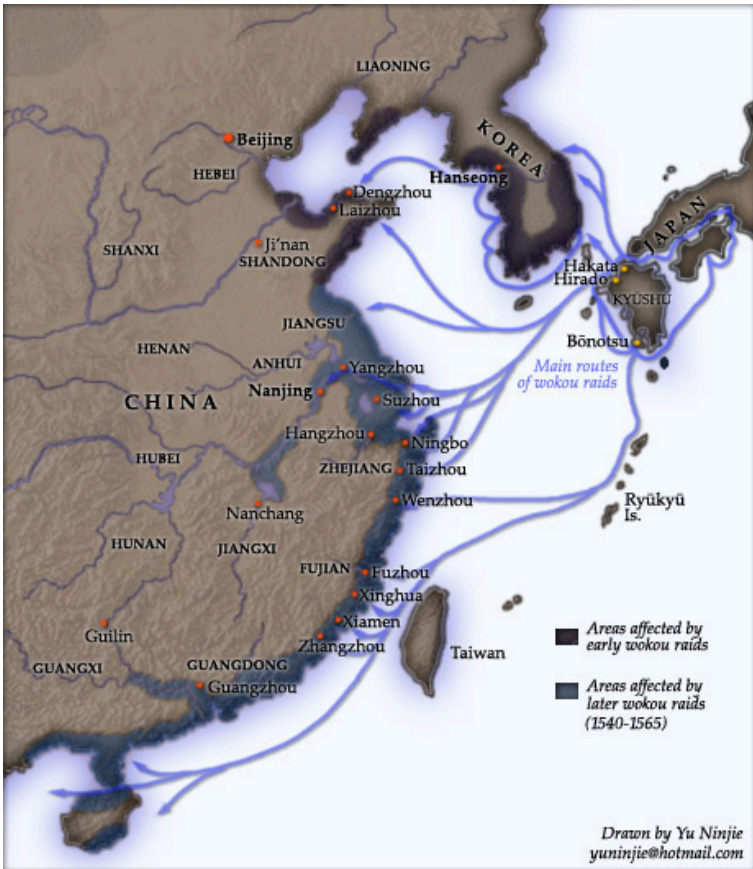 LIAONING
KOREA
Beijing
HEBEI
Hanseong
Dengzhou
Laizhou
JAPAN
SHANXI
Ji'nan
SHANDONG
Hakata
Hirado
KYUSHU
JIANGSU
Bōnotsu
HENAN
ANHUI
Yangzhou
Main routes
of wokou raids
Nanjing
CHINA
Suzhou
Hangzhou
Ningbo
HUBEI
ZHEJIANG
Taizhou
Wenzhou
Ryūkyū
Is.
Nanchang
HUNAN
JIANGXI
FUJIAN
Fuzhou
Xinghua
Xiamen
Guilin
Zhangzhou
Taiwan
GUANGXI
GUANGDONG
Guangzhou
Areas affected by
early wokou raids
Areas affected by
later wokou raids
(1540-1565)
Drawn by Yu Ninjie
yuninjie@hotmail.com